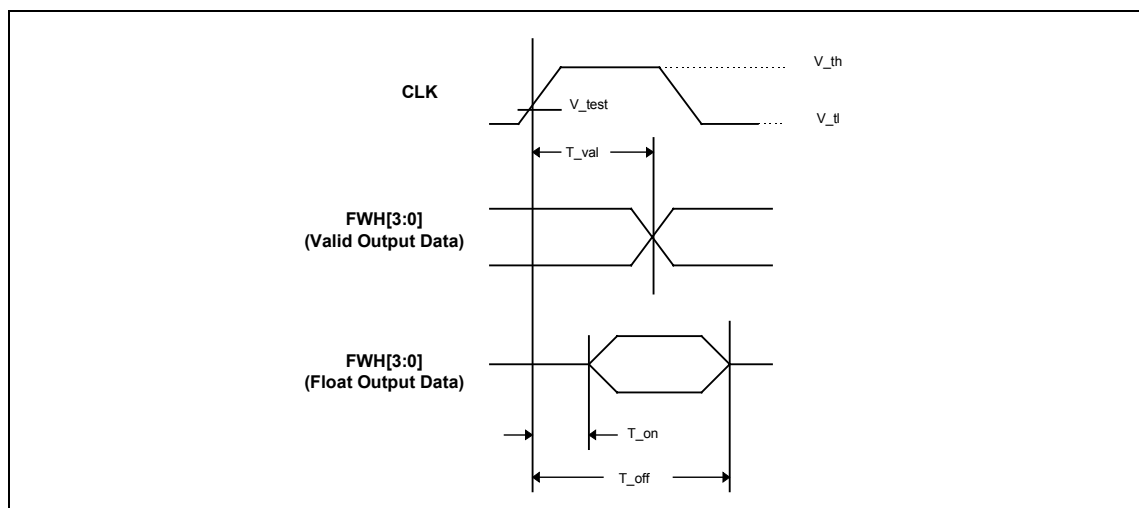 V_th
CLK
V_test
V_tl
T_val
FWH[3:0]
(Valid Output Data)
FWH[3:0]
(Float Output Data)
T_on
T_off